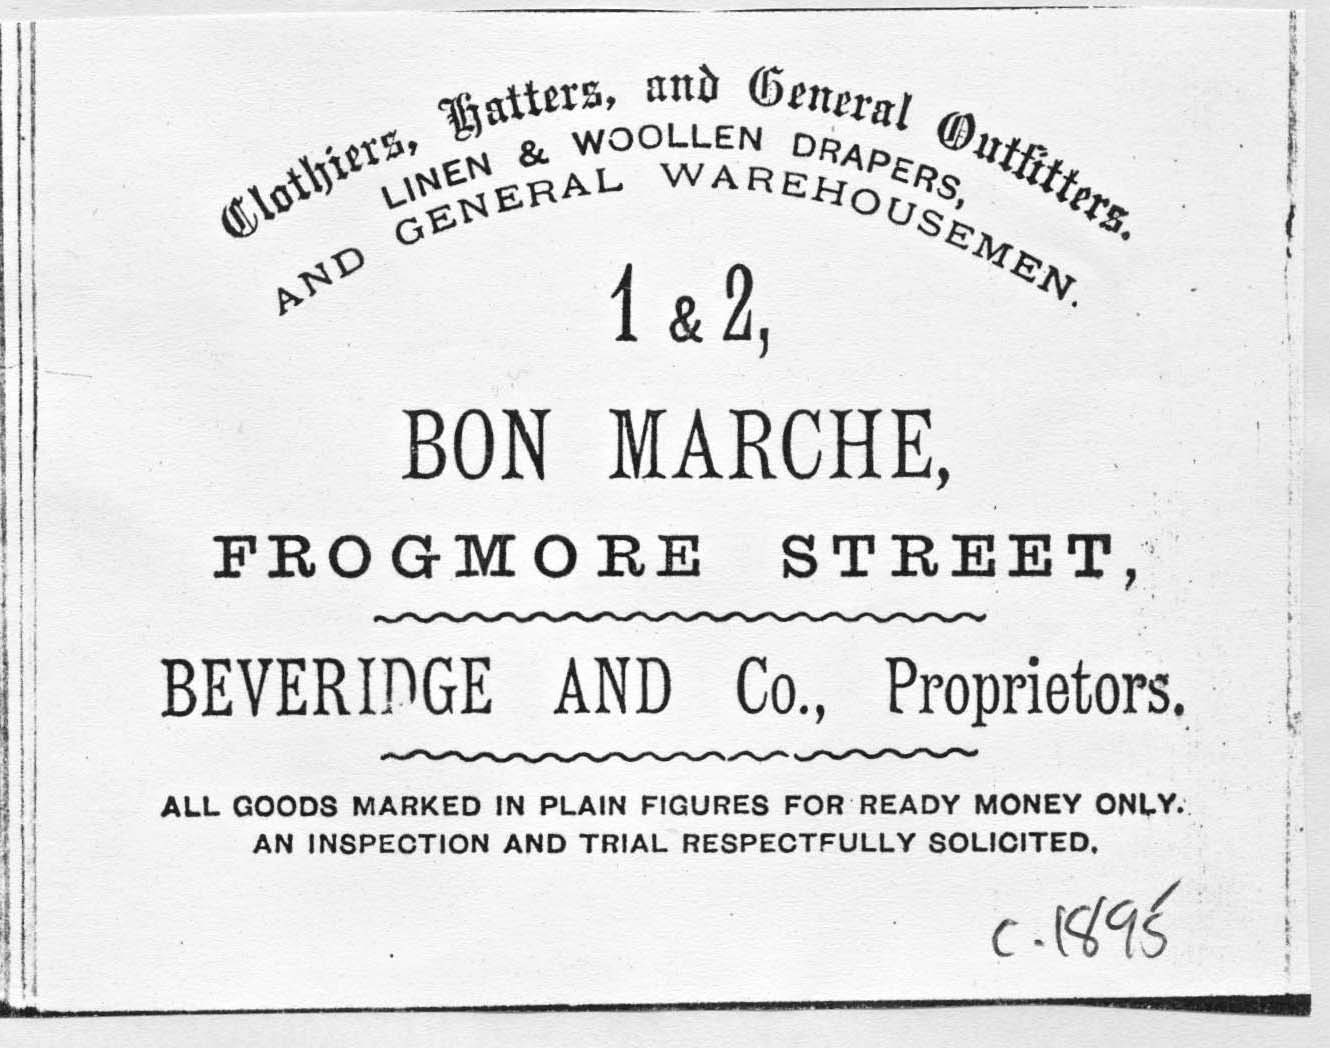 Clothiers, Hatters, and General Outfitters.
LINEN & WOOLLEN DRAPERS,
AND GENERAL WAREHOUSEMEN.
1 & 2,
BON MARCHE,
FROGMORE STREET,
BEVERIDGE AND Co., Proprietors.
ALL GOODS MARKED IN PLAIN FIGURES FOR READY MONEY ONLY.
AN INSPECTION AND TRIAL RESPECTFULLY SOLICITED.
c. 1895